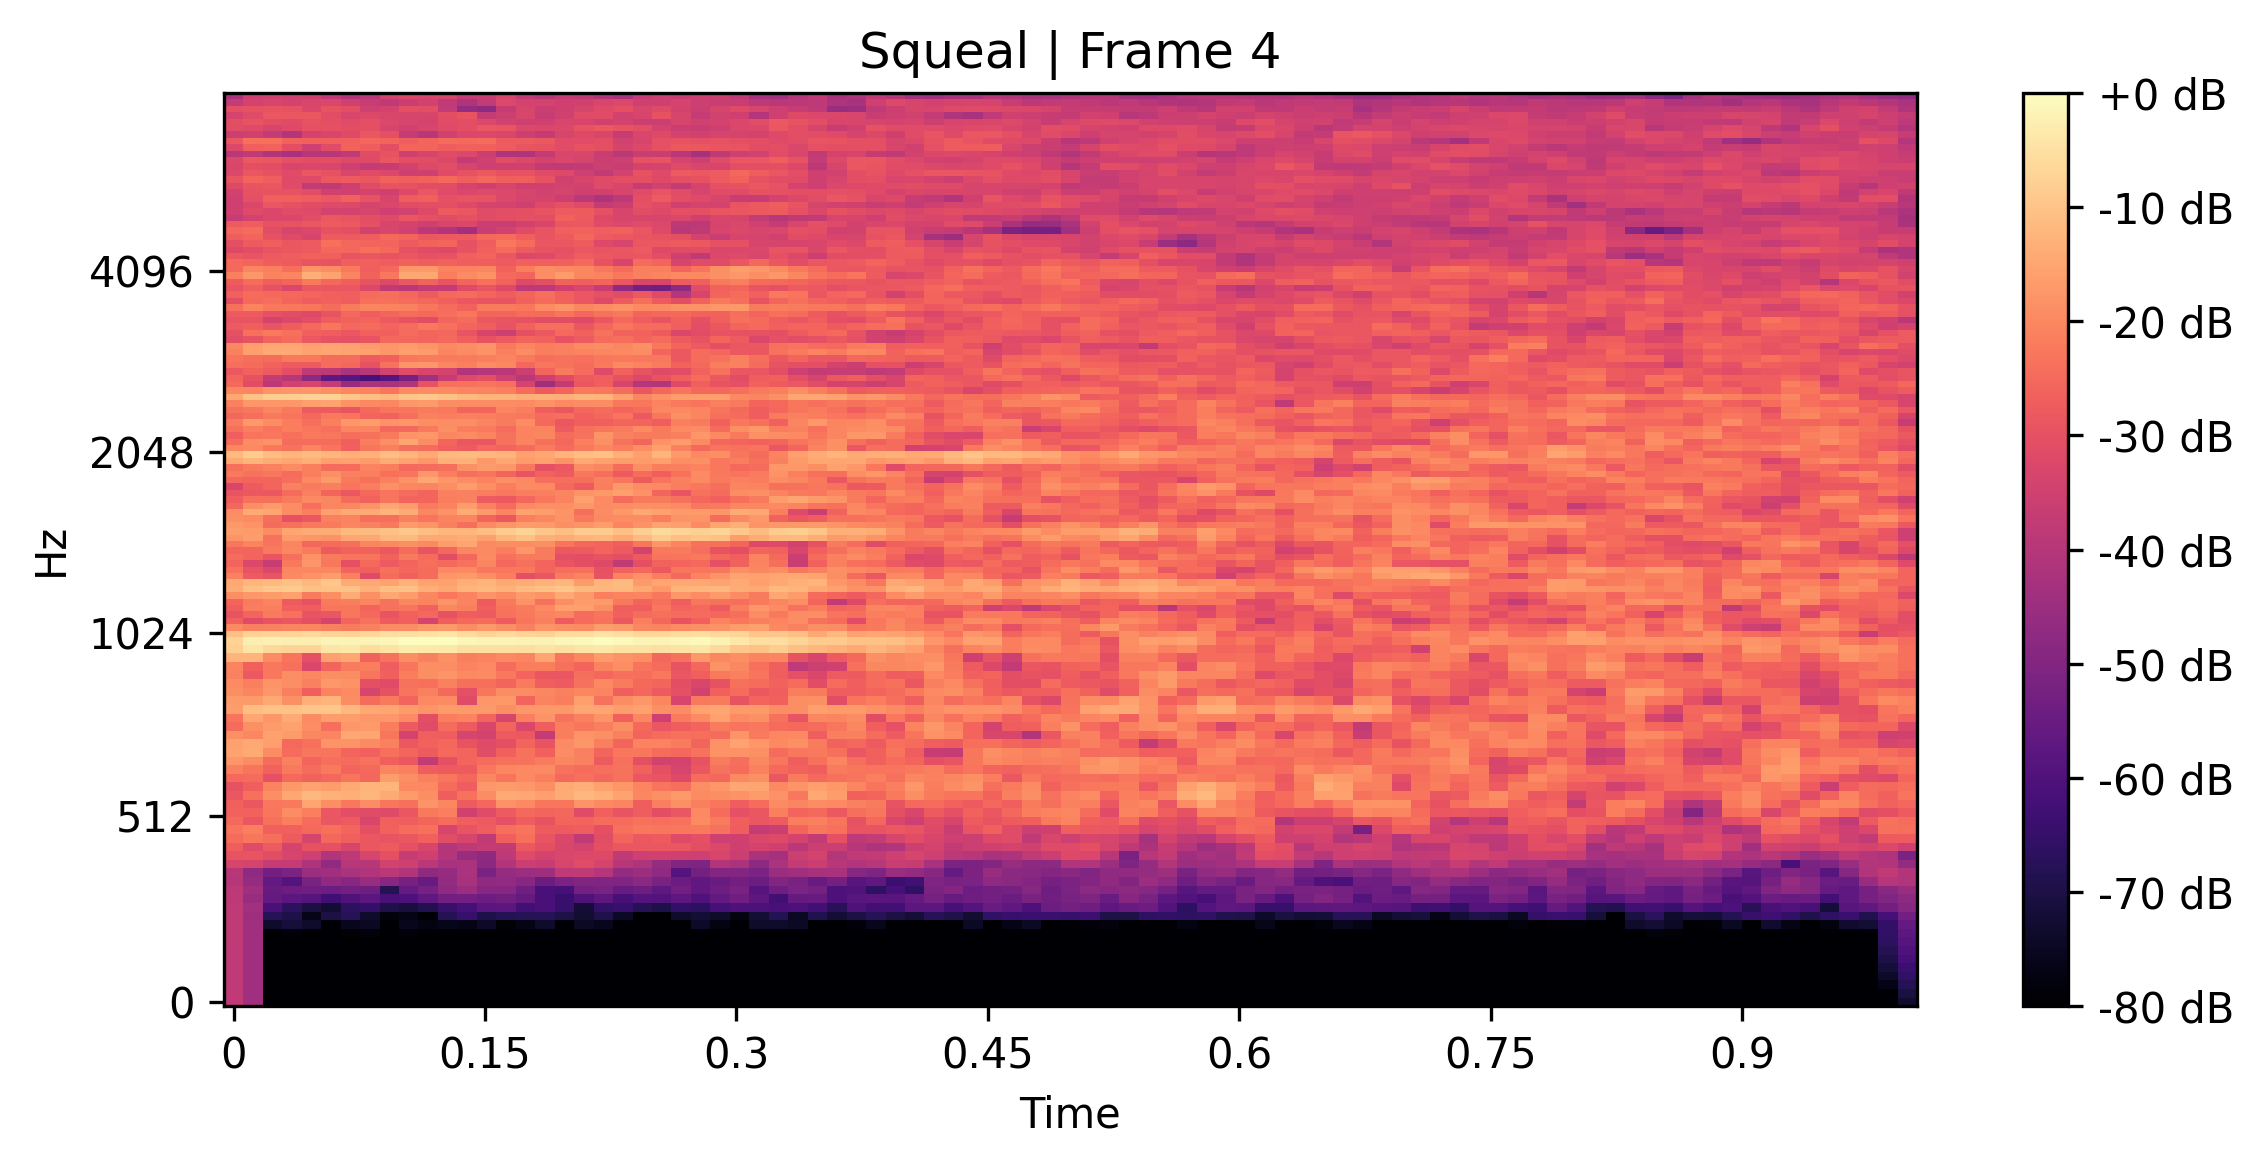 Squeal | Frame 4
+0 dB
-10 dB
-20 dB
-30 dB
-40 dB
-50 dB
-60 dB
-70 dB
-80 dB
Hz
4096
2048
1024
512
0
0 0.15 0.3 0.45 0.6 0.75 0.9
Time